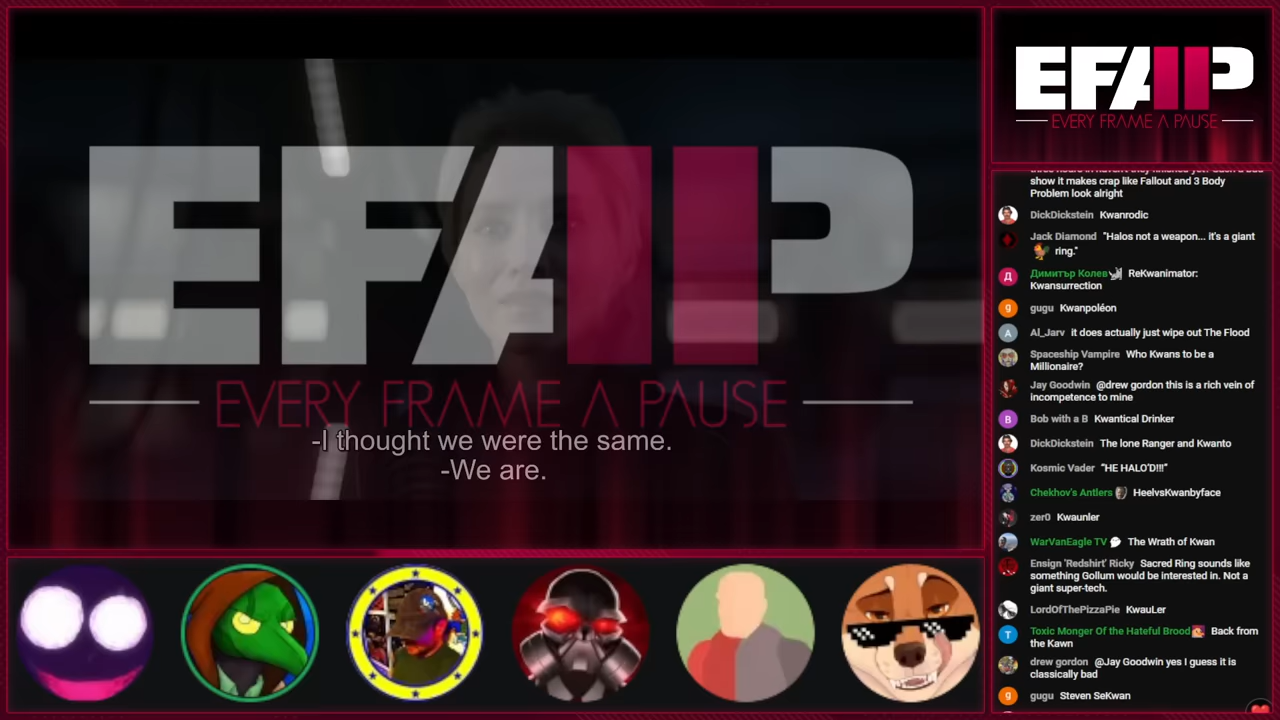 EFAP
EVERY FRAME A PAUSE
-I thought we were the same.
-We are.
EFAP
EVERY FRAME A PAUSE
show it makes crap like Fallout and 3 Body
Problem look alright
DickDickstein Kwanrodic
Jack Diamond "Halos not a weapon... it's a giant
ring."
Димитър Колев ReKwanimator:
Kwansurrection
gugu Kwanpoléon
Al_Jarv it does actually just wipe out The Flood
Spaceship Vampire Who Kwans to be a
Millionaire?
Jay Goodwin @drew gordon this is a rich vein of
incompetence to mine
Bob with a B Kwantical Drinker
DickDickstein The lone Ranger and Kwanto
Kosmic Vader “HE HALO'D!!!”
Chekhov's Antlers HeelvsKwanbyface
zer0 Kwaunler
WarVanEagle TV The Wrath of Kwan
Ensign 'Redshirt' Ricky Sacred Ring sounds like
something Gollum would be interested in. Not a
giant super-tech.
LordOfThePizzaPie KwauLer
Toxic Monger Of the Hateful Brood Back from
the Kawn
drew gordon @Jay Goodwin yes I guess it is
classically bad
gugu Steven SeKwan